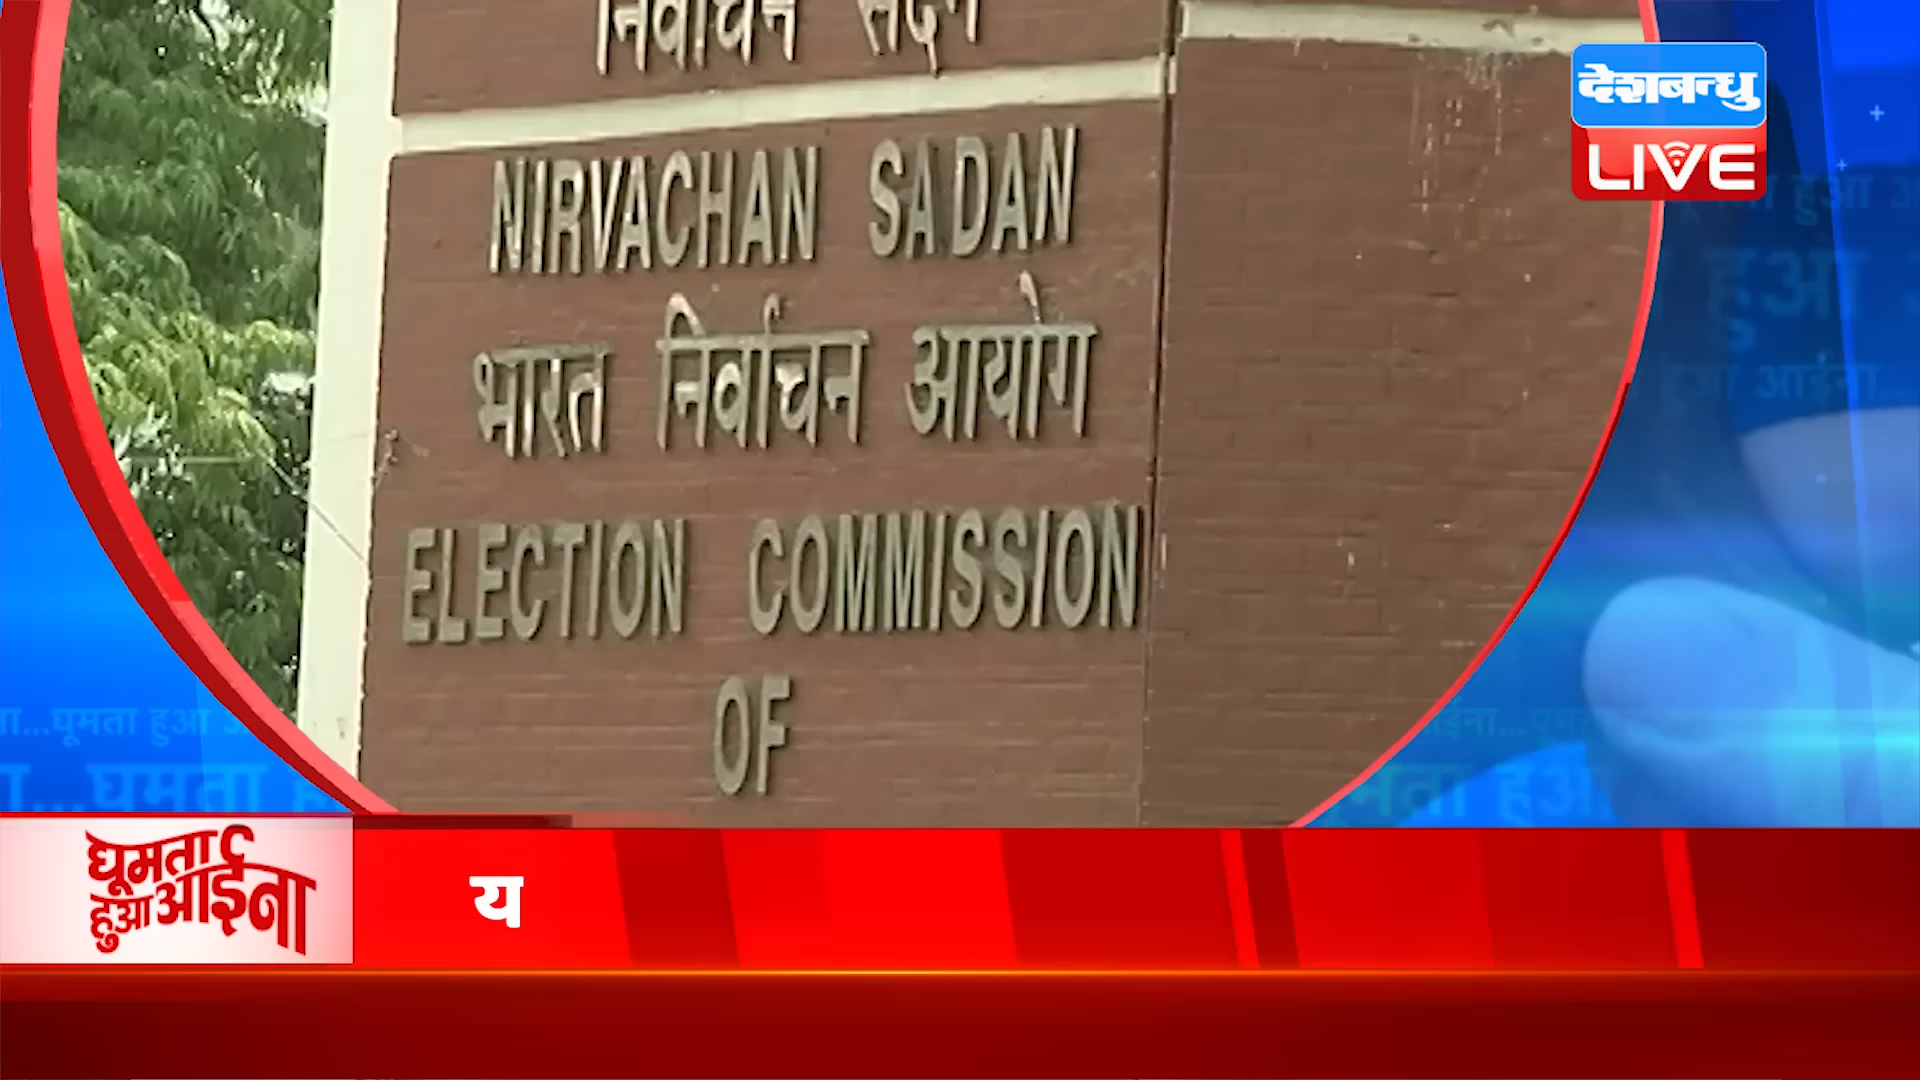 निर्वाचन सदन
देशबन्धु
LIVE
NIRVACHAN SADAN
भारत निर्वाचन आयोग
ELECTION COMMISSION
OF
घूमता
हुआ आईना
य